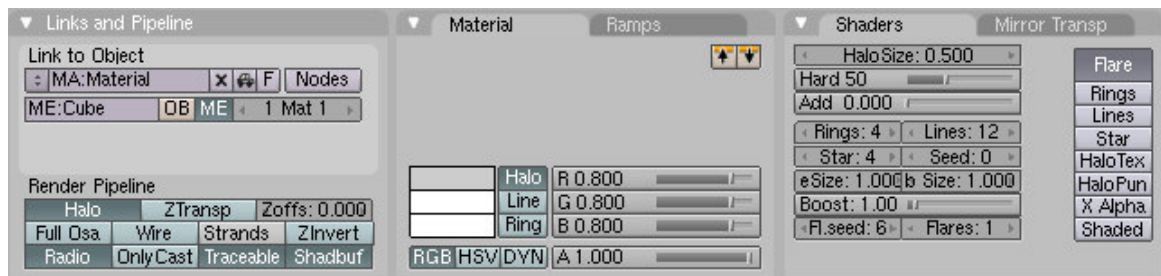 Links and Pipeline
Link to Object
MA:Material X F Nodes
ME:Cube OB ME 1 Mat 1
Render Pipeline
Halo ZTransp Zoffs: 0.000
Full Osa Wire Strands ZInvert
Radio OnlyCast Traceable Shadbuf
Material Ramps
Halo R 0.800
Line G 0.800
Ring B 0.800
RGB HSV DYN A 1.000
Shaders Mirror Transp
HaloSize: 0.500
Hard 50
Add 0.000
Rings: 4 Lines: 12
Star: 4 Seed: 0
eSize: 1.000 b Size: 1.000
Boost: 1.00
Fl.seed: 6 Flares: 1
Flare
Rings
Lines
Star
HaloTex
HaloPun
X Alpha
Shaded